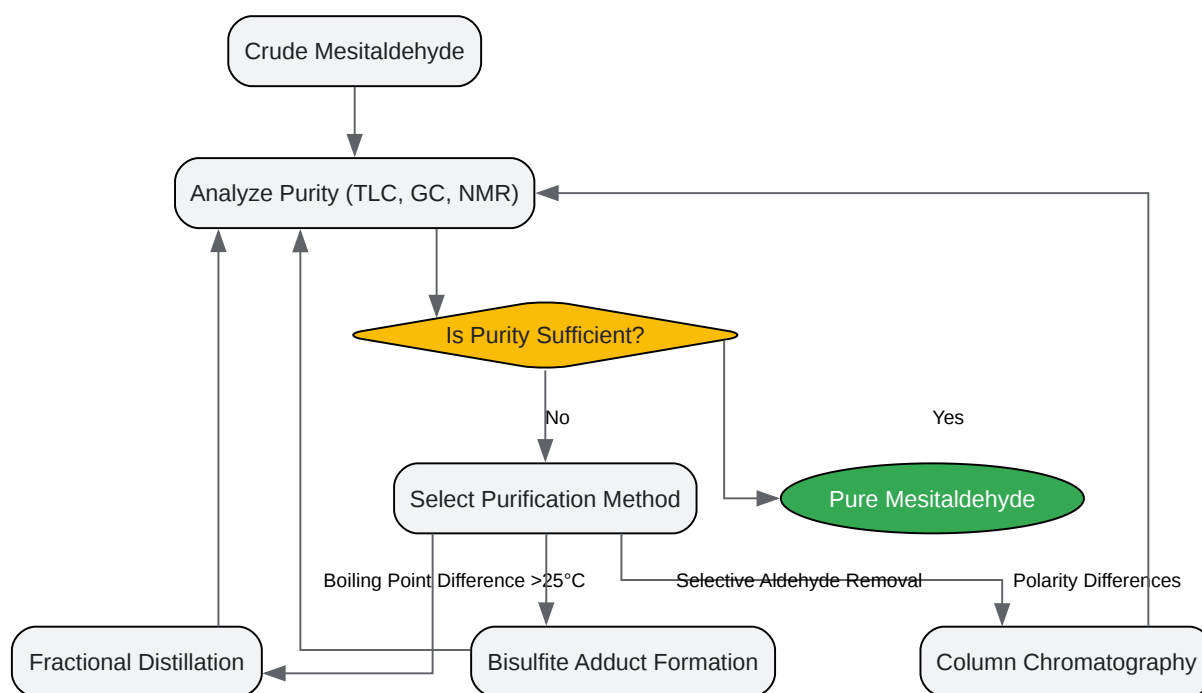 Crude Mesitaldehyde
Analyze Purity (TLC, GC, NMR)
Is Purity Sufficient?
No
Yes
Select Purification Method
Pure Mesitaldehyde
Boiling Point Difference >25°C
Selective Aldehyde Removal
Polarity Differences
Fractional Distillation
Bisulfite Adduct Formation
Column Chromatography